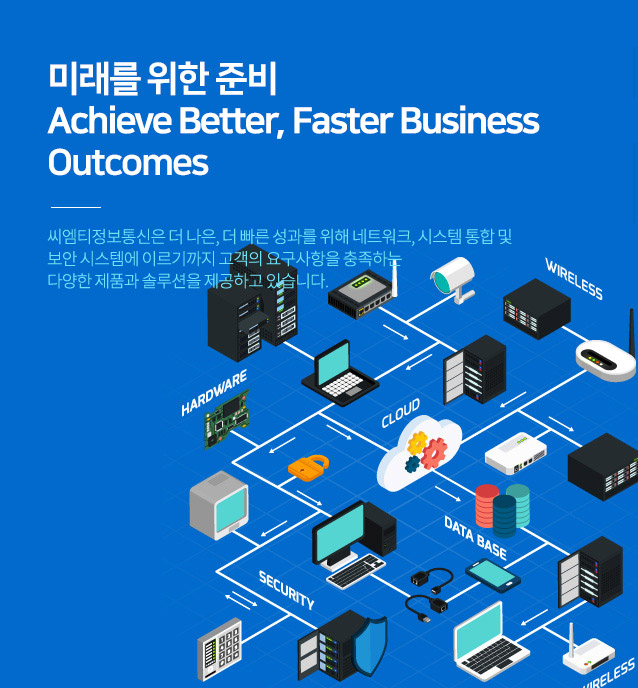 미래를 위한 준비
Achieve Better, Faster Business
Outcomes
씨엠티정보통신은 더 나은, 더 빠른 성과를 위해 네트워크, 시스템 통합 및
보안 시스템에 이르기까지 고객의 요구사항을 충족하는
다양한 제품과 솔루션을 제공하고 있습니다.
WIRELESS
HARDWARE
CLOUD
DATA BASE
SECURITY
WIRELESS